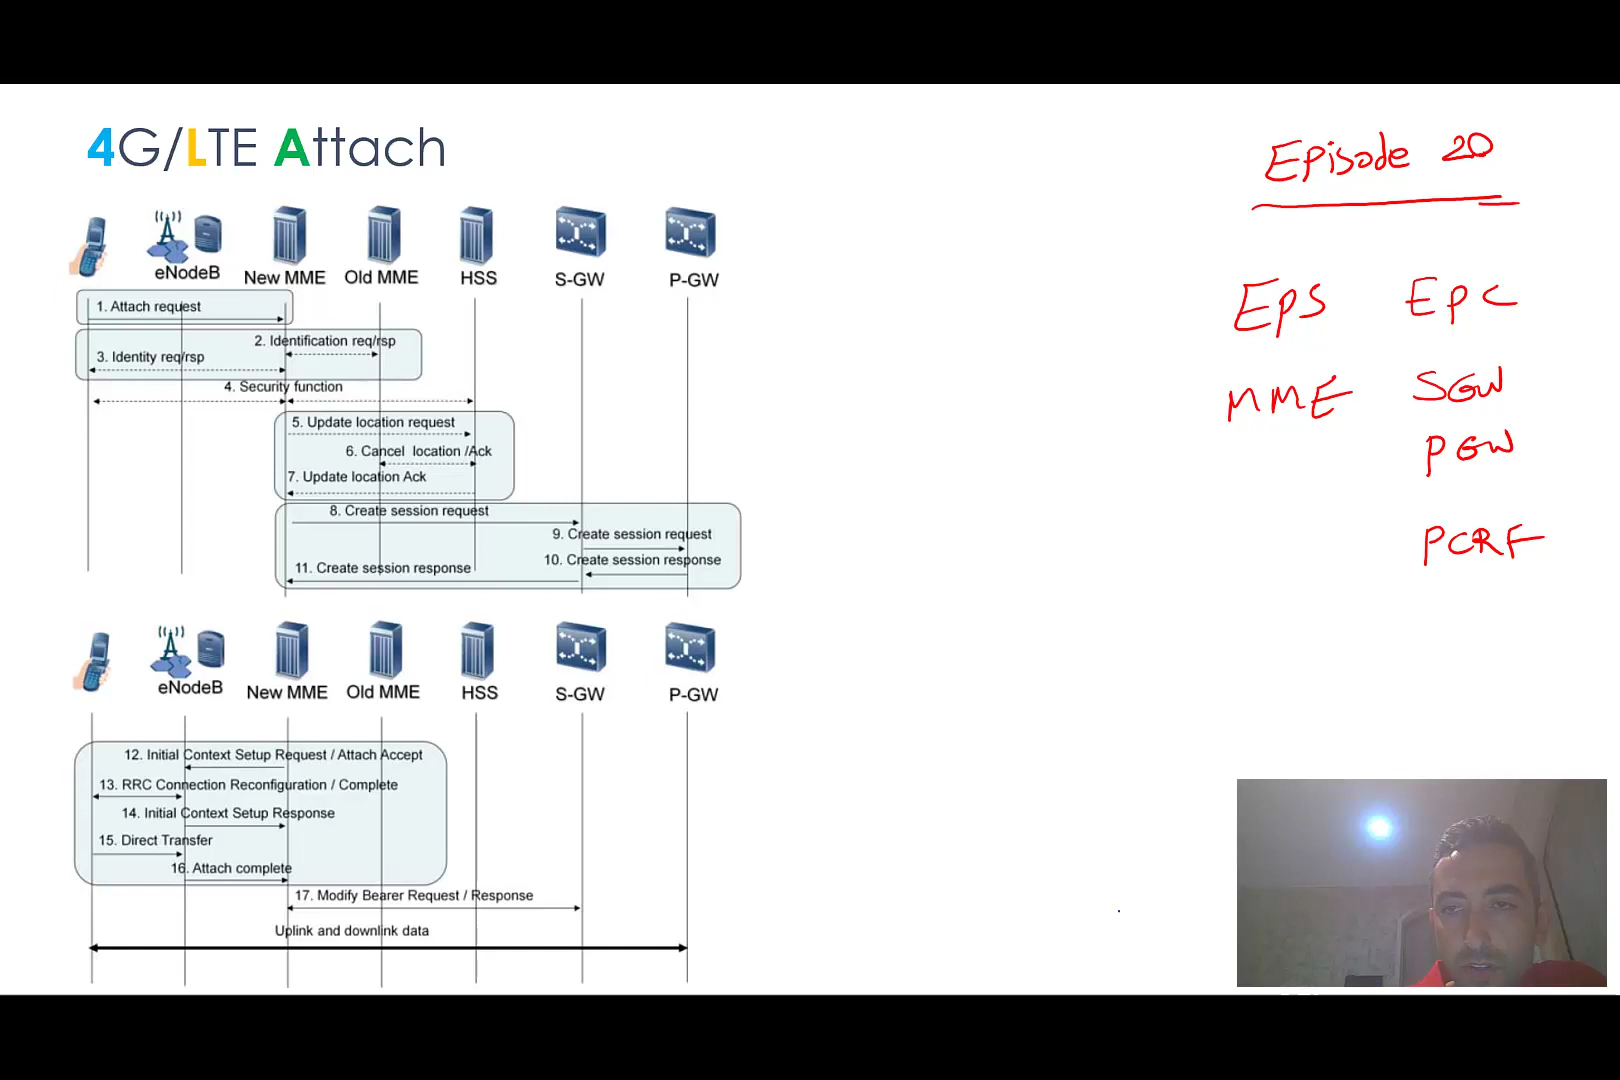 4G/LTE Attach
eNodeB
New MME
Old MME
HSS
S-GW
P-GW
1. Attach request
2. Identification req/rsp
3. Identity req/rsp
4. Security function
5. Update location request
6. Cancel location /Ack
7. Update location Ack
8. Create session request
9. Create session request
10. Create session response
11. Create session response
eNodeB
New MME
Old MME
HSS
S-GW
P-GW
12. Initial Context Setup Request / Attach Accept
13. RRC Connection Reconfiguration / Complete
14. Initial Context Setup Response
15. Direct Transfer
16. Attach complete
17. Modify Bearer Request / Response
Uplink and downlink data
Episode 20
EPS EPC
MME SGW
PGW
PCRF